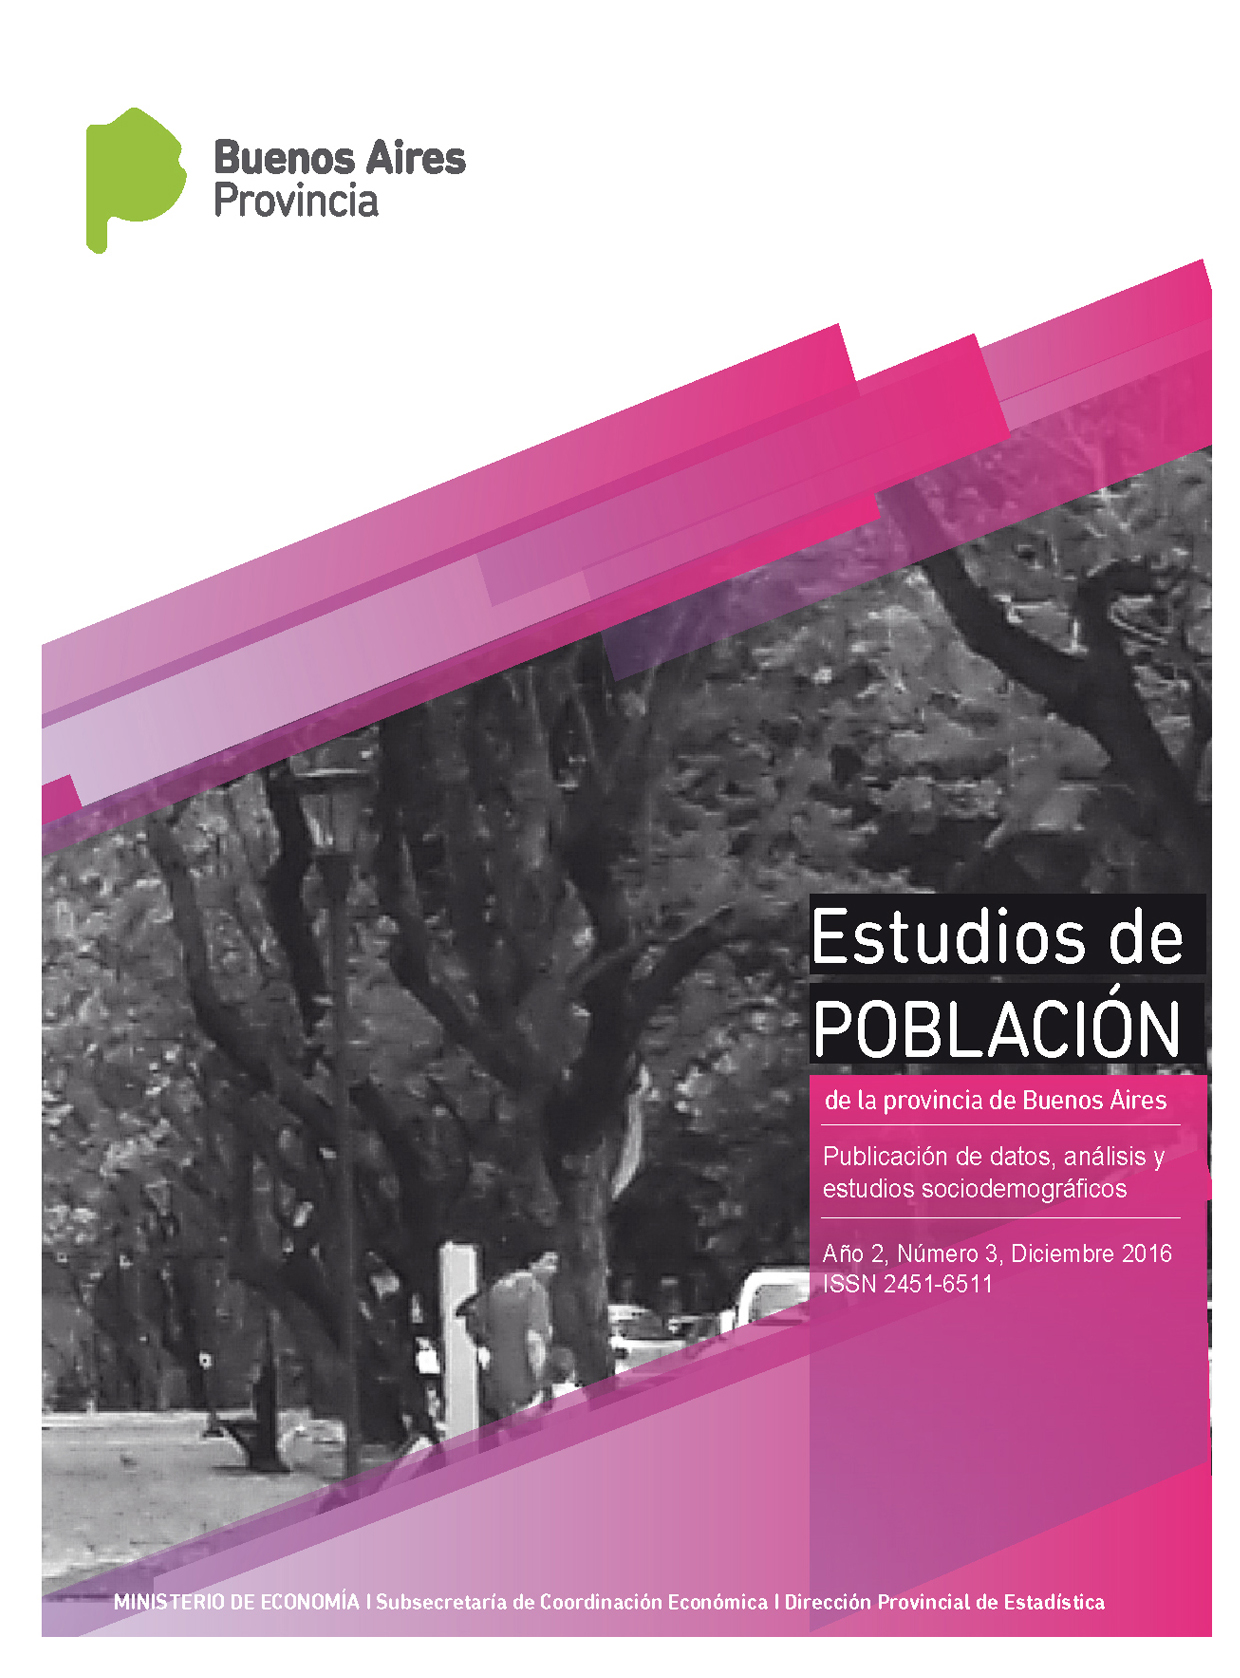 Buenos Aires
Provincia
Estudios de
POBLACIÓN
de la provincia de Buenos Aires
Publicación de datos, análisis y
estudios sociodemográficos
Año 2, Número 3, Diciembre 2016
ISSN 2451-6511
MINISTERIO DE ECONOMÍA | Subsecretaría de Coordinación Económica | Dirección Provincial de Estadística